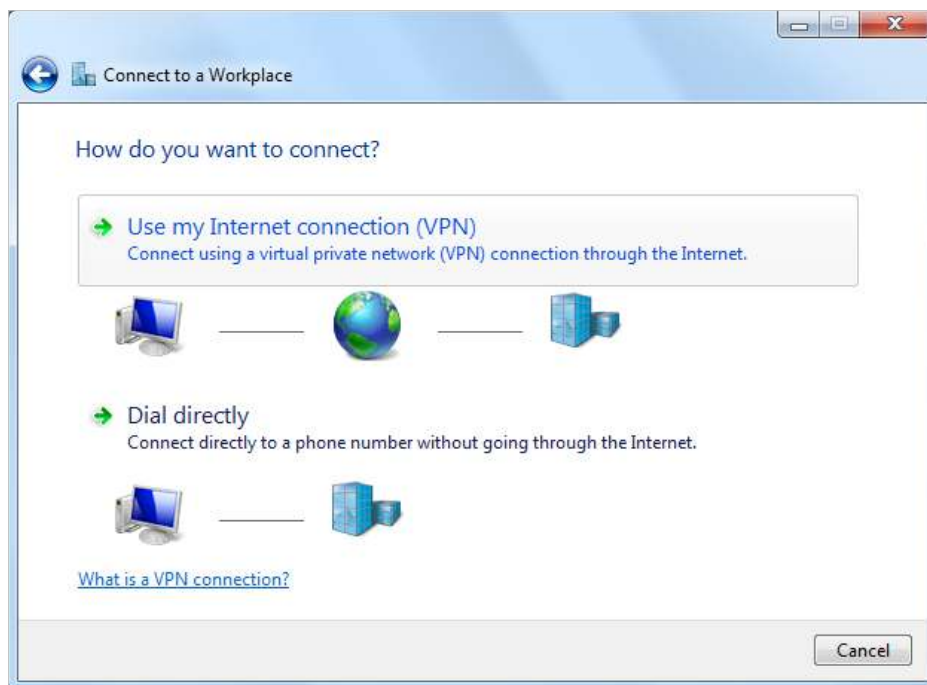 Connect to a Workplace
How do you want to connect?
Use my Internet connection (VPN)
Connect using a virtual private network (VPN) connection through the Internet.
Dial directly
Connect directly to a phone number without going through the Internet.
What is a VPN connection?
Cancel